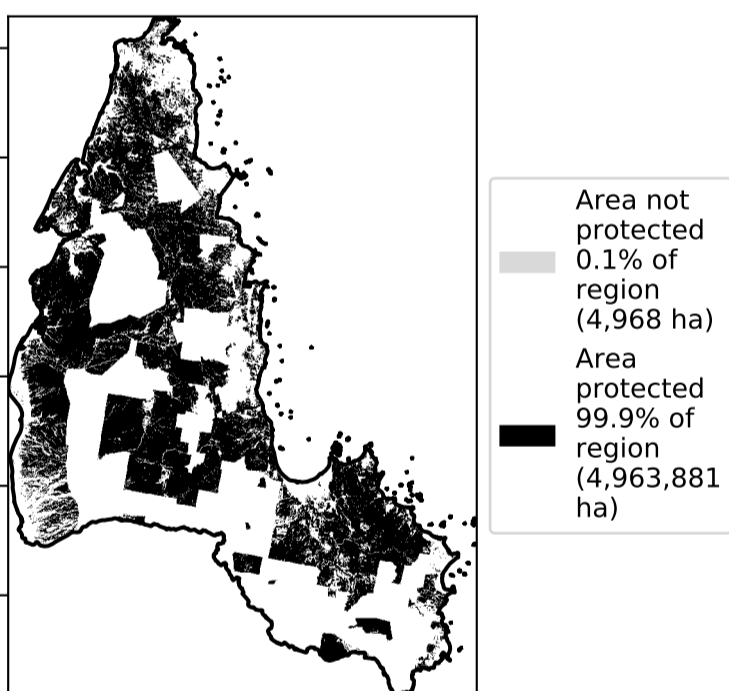 Area not
protected
0.1% of
region
(4,968 ha)
Area
protected
99.9% of
region
(4,963,881
ha)